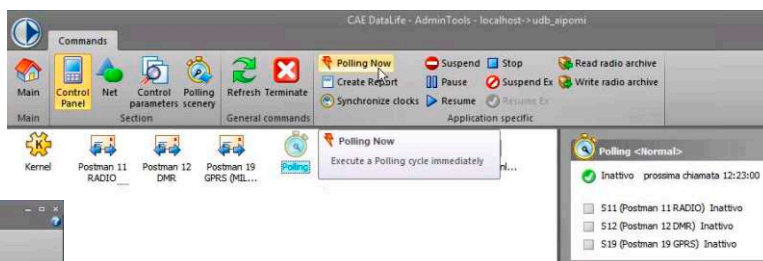 CAE DataLife - AdminTools - localhost->udb_aipomi
Commands
Main
Control Panel
Net
Control parameters
Polling scenery
Refresh
Terminate
Polling Now
Create Report
Synchronize clocks
Suspend
Pause
Resume
Stop
Suspend Ex
Resume Ex
Read radio archive
Write radio archive
Main
Section
General commands
Application specific
Kernel
Postman 11 RADIO
Postman 12 DMR
Postman 19 GPRS (MIL...
Polling
Polling Now
Execute a Polling cycle immediately
Polling <Normal>
Inattivo prossima chiamata 12:23:00
S11 (Postman 11 RADIO) Inattivo
S12 (Postman 12 DMR) Inattivo
S19 (Postman 19 GPRS) Inattivo